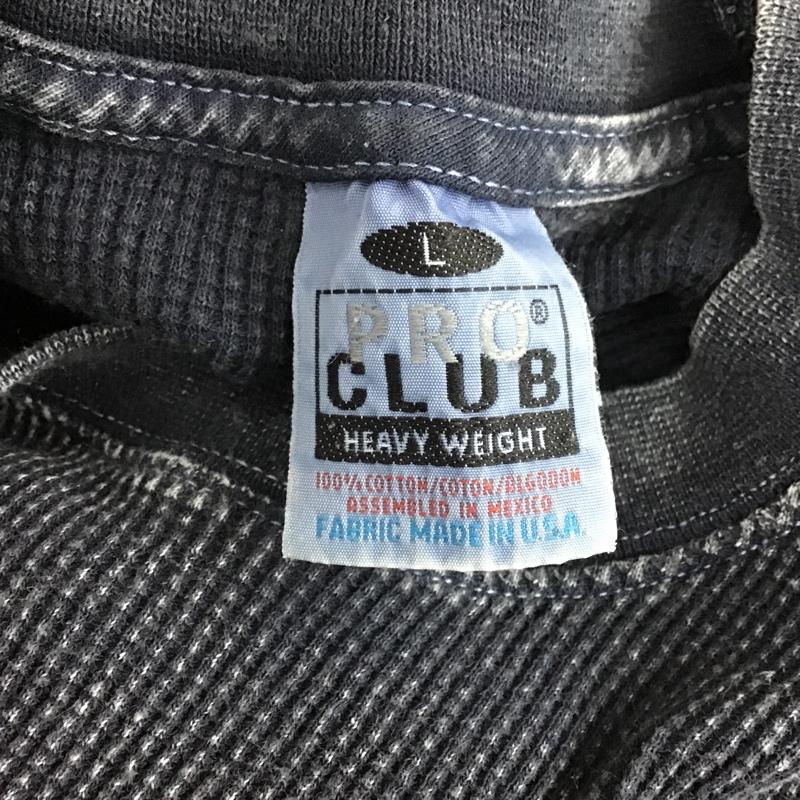 L
PRO®
CLUB
HEAVY WEIGHT
100% COTTON/COTON/ALGODON
ASSEMBLED IN MEXICO
FABRIC MADE IN U.S.A.